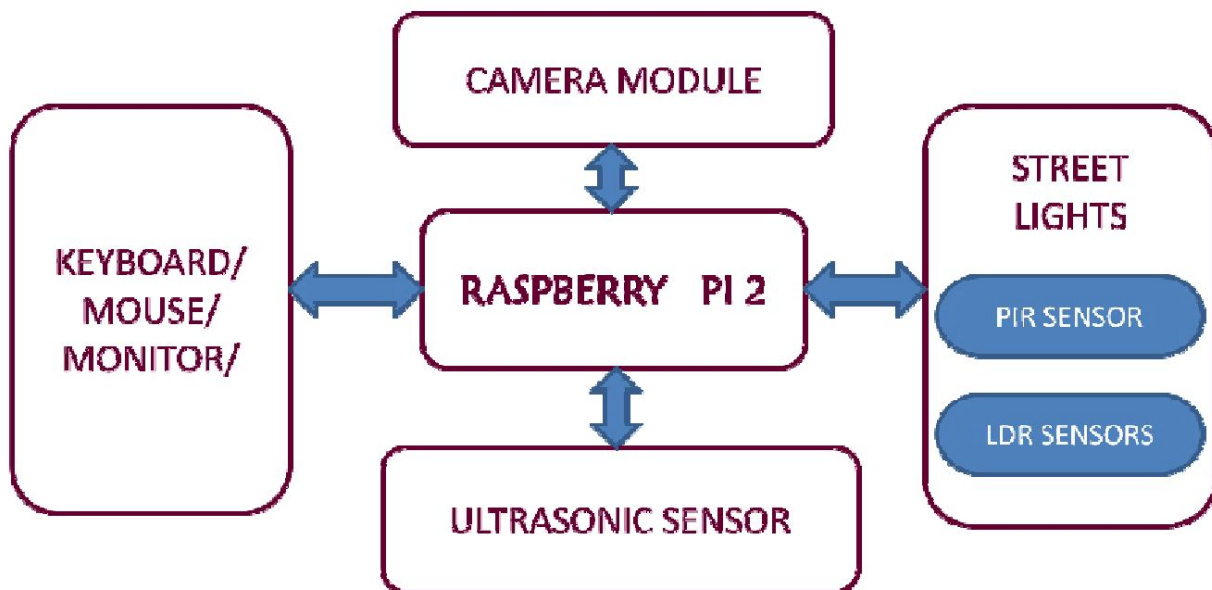 CAMERA MODULE
KEYBOARD/
MOUSE/
MONITOR/
RASPBERRY PI 2
STREET
LIGHTS
PIR SENSOR
LDR SENSORS
ULTRASONIC SENSOR